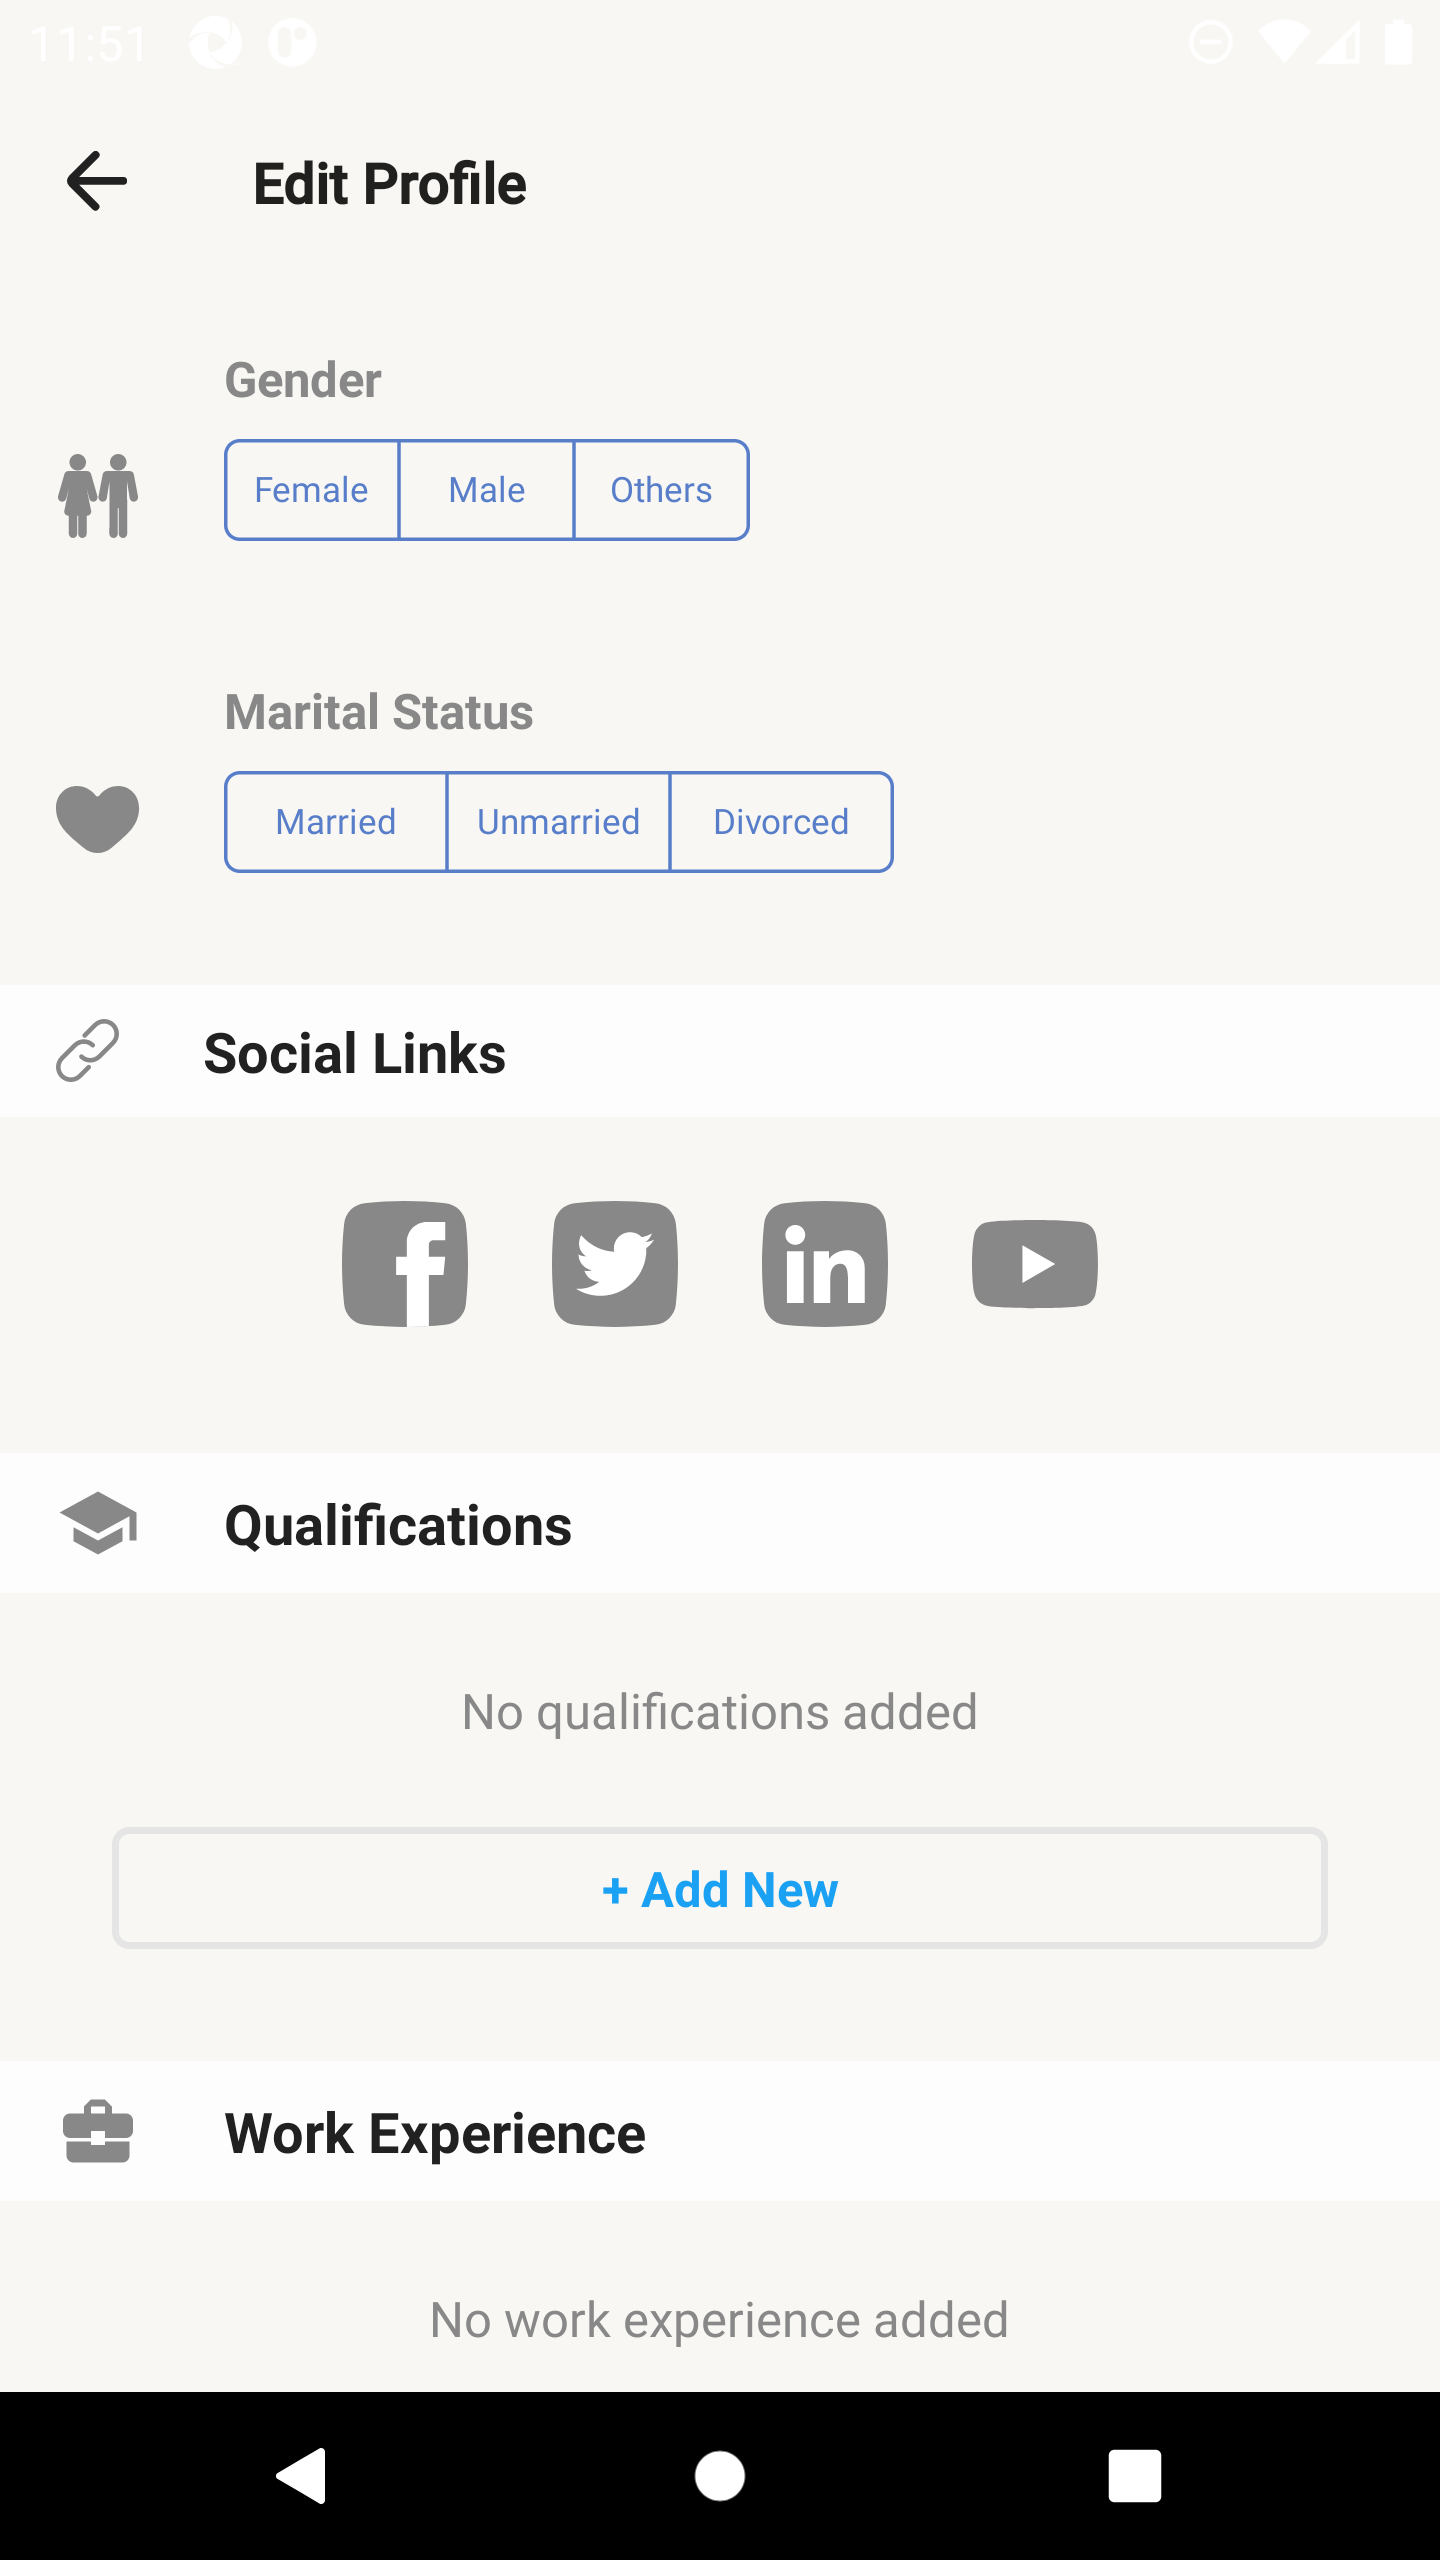 11:51
Edit Profile
Gender
Female Male Others
Marital Status
Married Unmarried Divorced
Social Links
Qualifications
No qualifications added
+ Add New
Work Experience
No work experience added